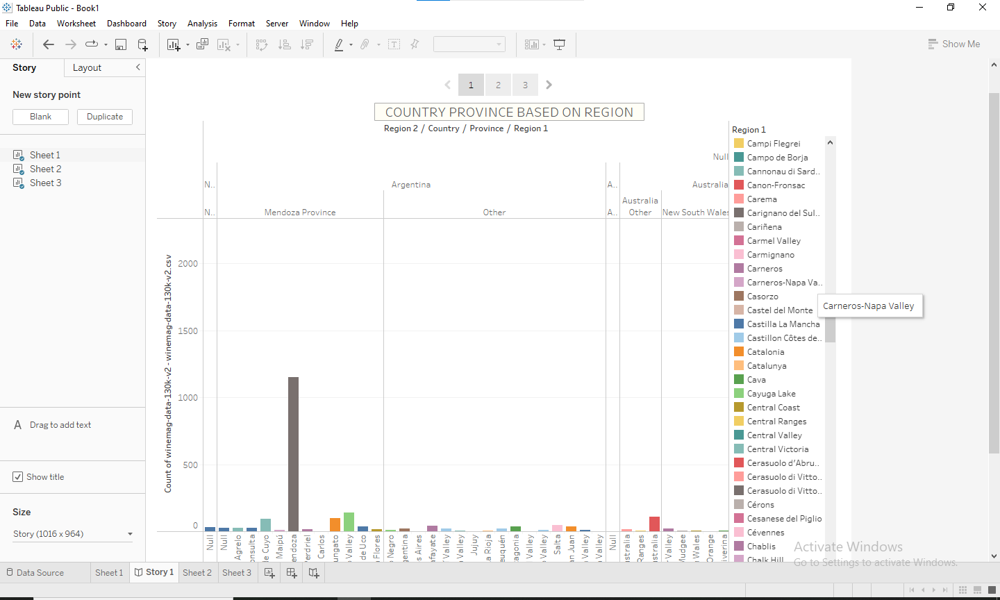 Tableau Public - Book1
File Data Worksheet Dashboard Story Analysis Format Server Window Help
Show Me
Story Layout
New story point
Blank Duplicate
Sheet 1
Sheet 2
Sheet 3
A Drag to add text
Show title
Size
Story (1016 x 964)
1 2 3
COUNTRY PROVINCE BASED ON REGION
Region 2 / Country / Province / Region 1
Null
N.. Argentina A.. Australia
N.. Mendoza Province Other A.. Australia Other New South Wales
Count of winemag-data-130k-v2 - winemag-data-130k-v2.csv
2000
1500
1000
500
0
Null
Null
Agrelo
onsulta
de Cuyo
Maipú
endoza
Perdriel
Carlos
ungato
Valley
de Uco
Flores
Negro
gentina
s Aires
afayate
Valley
Valley
Jujuy
a Rioja
auquén
tagonia
Valley
Valley
Salta
an Juan
Valley
Valley
Null
ustralia
Ranges
ustralia
Valley
Mudgee
Wales
Orange
iverina
Region 1
Campi Flegrei
Campo de Borja
Cannonau di Sard..
Canon-Fronsac
Carema
Carignano del Sul..
Cariñena
Carmel Valley
Carmignano
Carneros
Carneros-Napa Va..
Casorzo
Castel del Monte
Castilla La Mancha
Castillon Côtes de..
Catalonia
Catalunya
Cava
Cayuga Lake
Central Coast
Central Ranges
Central Valley
Central Victoria
Cerasuolo d'Abru..
Cerasuolo di Vitto..
Cerasuolo di Vitto..
Cérons
Cesanese del Piglio
Cévennes
Chablis
Chalk Hill
Carneros-Napa Valley
Activate Windows
Go to Settings to activate Windows.
Data Source Sheet 1 Story 1 Sheet 2 Sheet 3